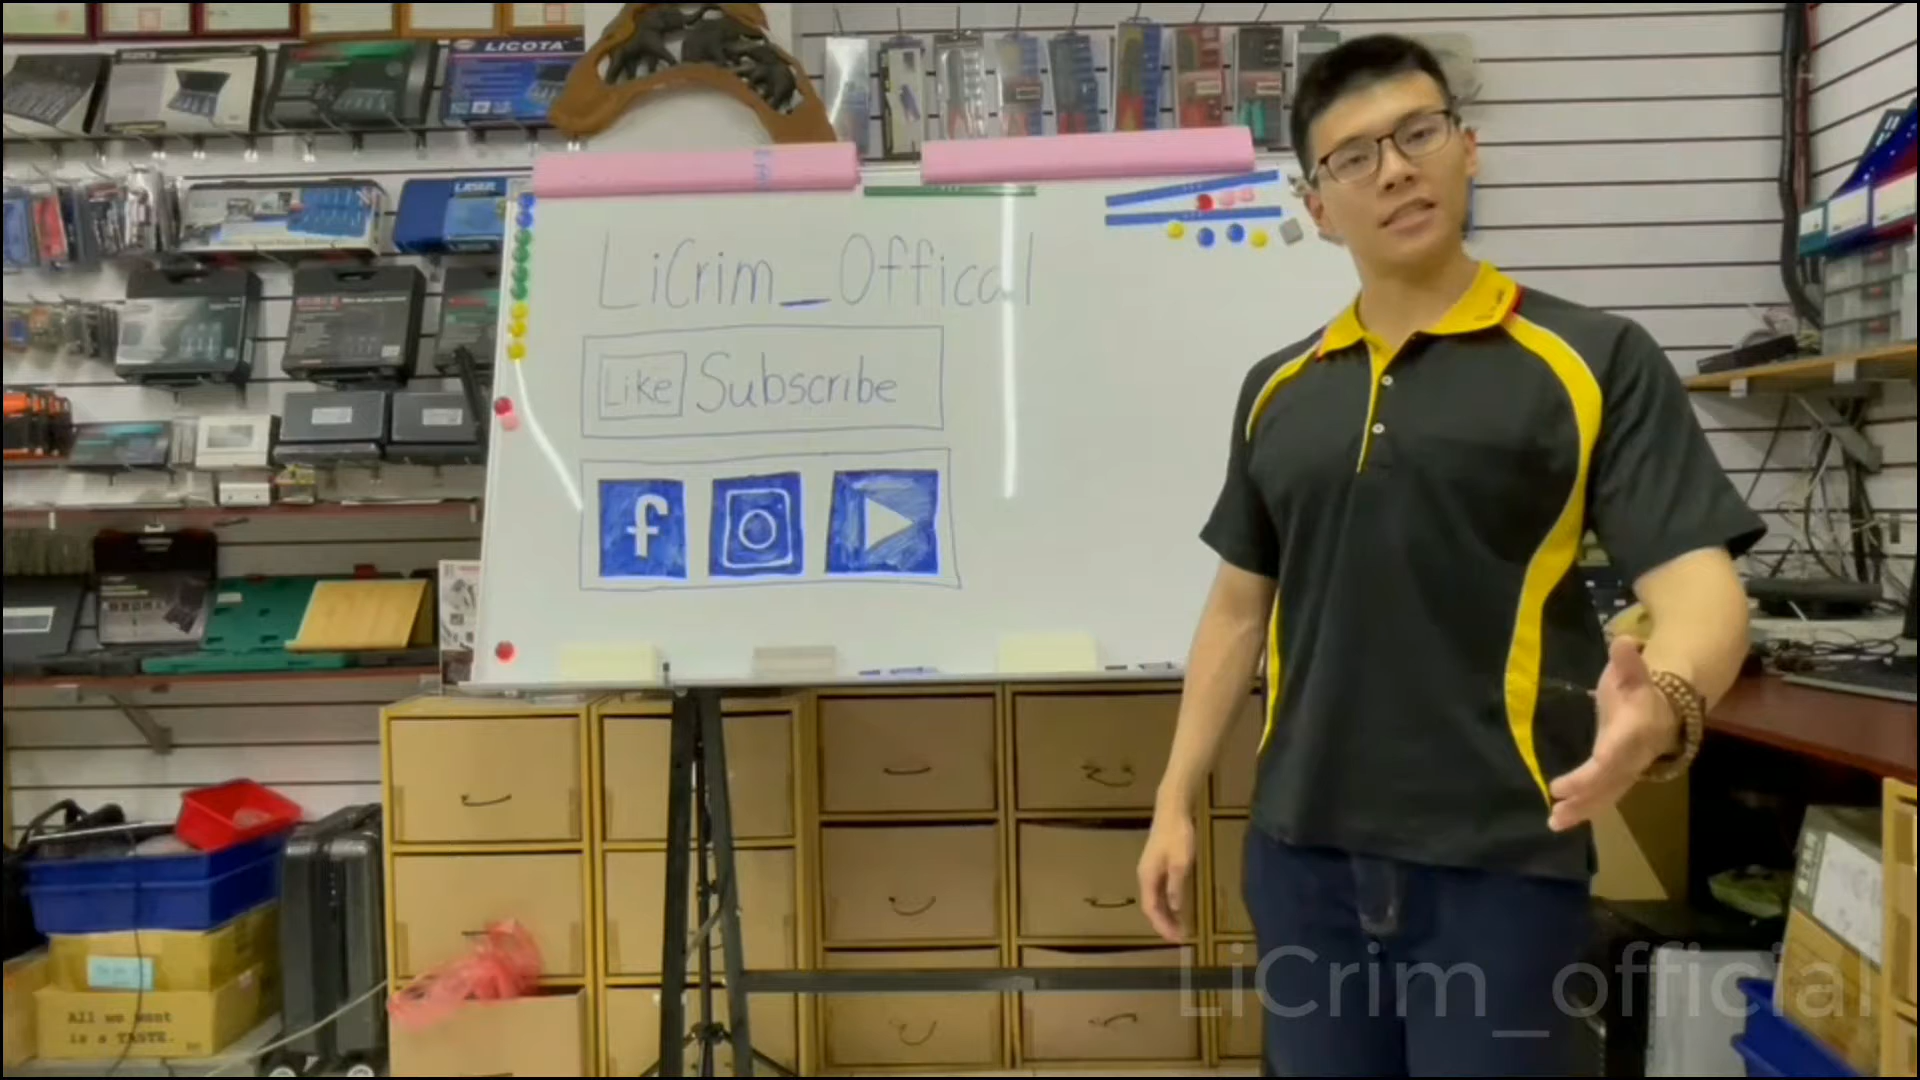 LICOTA
LASER
LiCrim_Offical
Like Subscribe
f
All we want
is a TASTE.
LiCrim_official